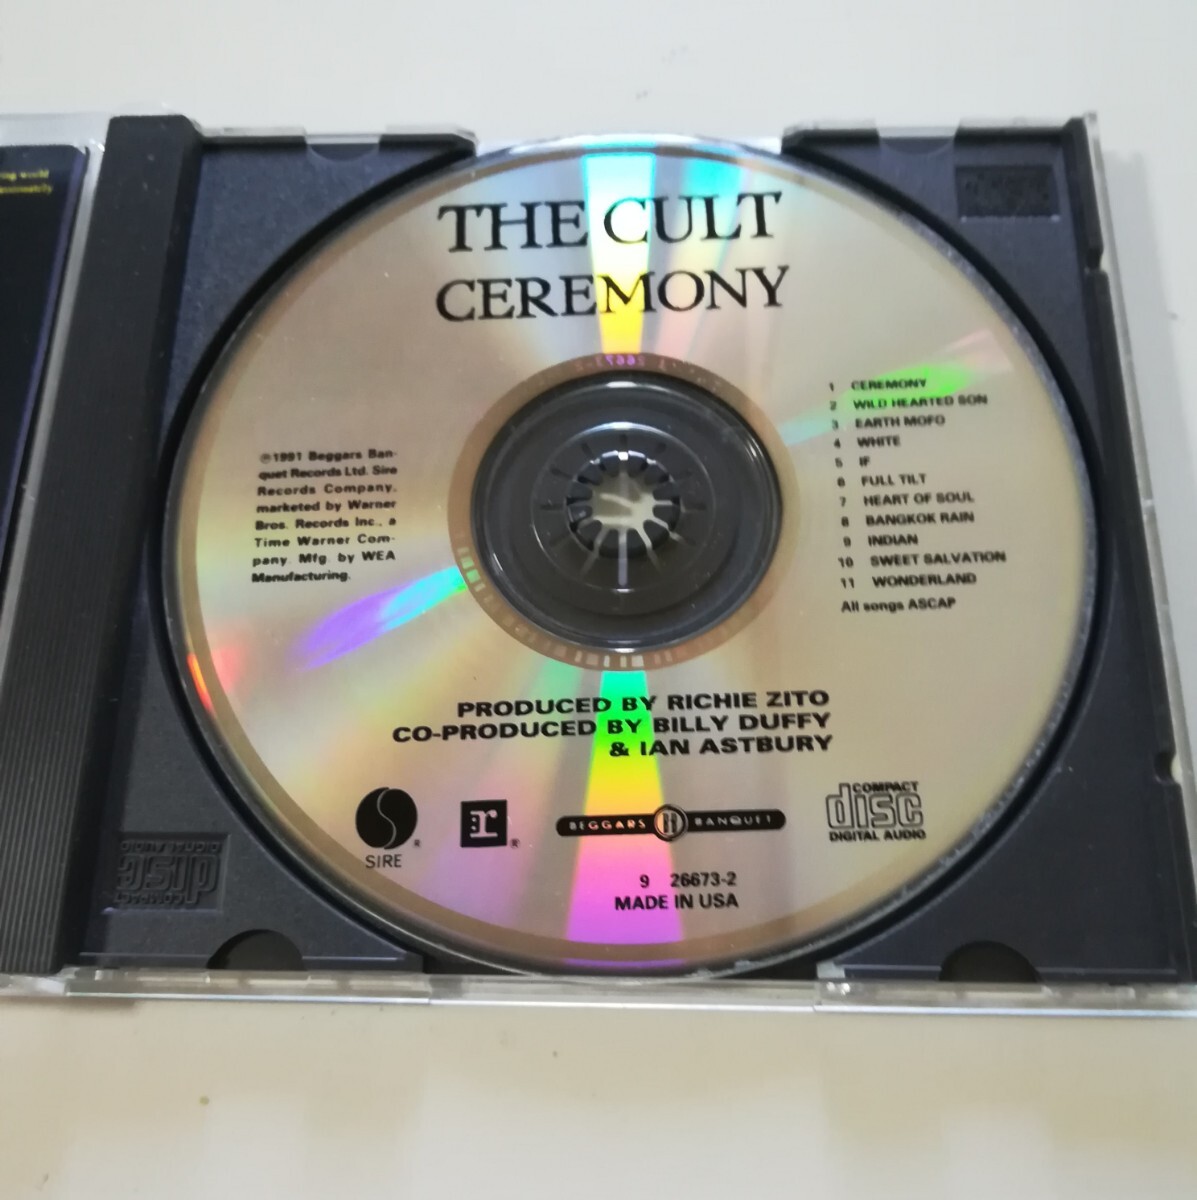 THE CULT
CEREMONY
℗1991 Beggars Ban-
quet Records Ltd. Sire
Records Company,
marketed by Warner
Bros. Records Inc., a
Time Warner Com-
pany. Mfg. by WEA
Manufacturing.
1 CEREMONY
2 WILD HEARTED SON
3 EARTH MOFO
4 WHITE
5 IF
6 FULL TILT
7 HEART OF SOUL
8 BANGKOK RAIN
9 INDIAN
10 SWEET SALVATION
11 WONDERLAND
All songs ASCAP
PRODUCED BY RICHIE ZITO
CO-PRODUCED BY BILLY DUFFY
& IAN ASTBURY
SIRE ®
r ®
BEGGARS B BANQUET
COMPACT
disc
DIGITAL AUDIO
9 26673-2
MADE IN USA